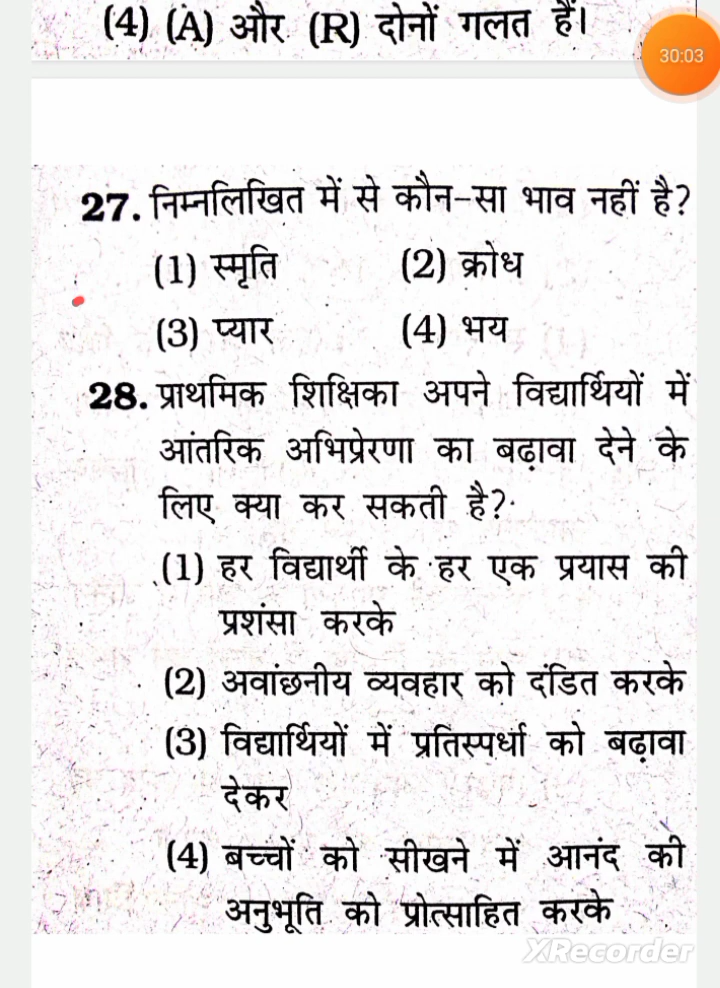 (4) (A) और (R) दोनों गलत हैं।
30:03
27. निम्नलिखित में से कौन-सा भाव नहीं है?
(1) स्मृति (2) क्रोध
(3) प्यार (4) भय
28. प्राथमिक शिक्षिका अपने विद्यार्थियों में
आंतरिक अभिप्रेरणा का बढ़ावा देने के
लिए क्या कर सकती है?
(1) हर विद्यार्थी के हर एक प्रयास की
प्रशंसा करके
(2) अवांछनीय व्यवहार को दंडित करके
(3) विद्यार्थियों में प्रतिस्पर्धा को बढ़ावा
देकर
(4) बच्चों को सीखने में आनंद की
अनुभूति को प्रोत्साहित करके
XRecorder